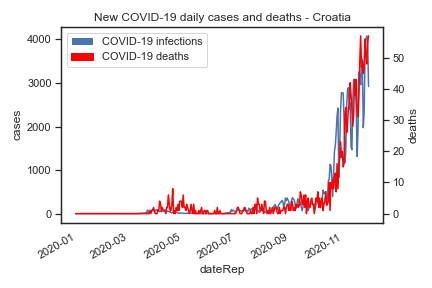 New COVID-19 daily cases and deaths - Croatia
COVID-19 infections
COVID-19 deaths
4000
3000
2000
1000
0
cases
50
40
30
20
10
0
deaths
2020-01
2020-03
2020-05
2020-07
2020-09
2020-11
dateRep